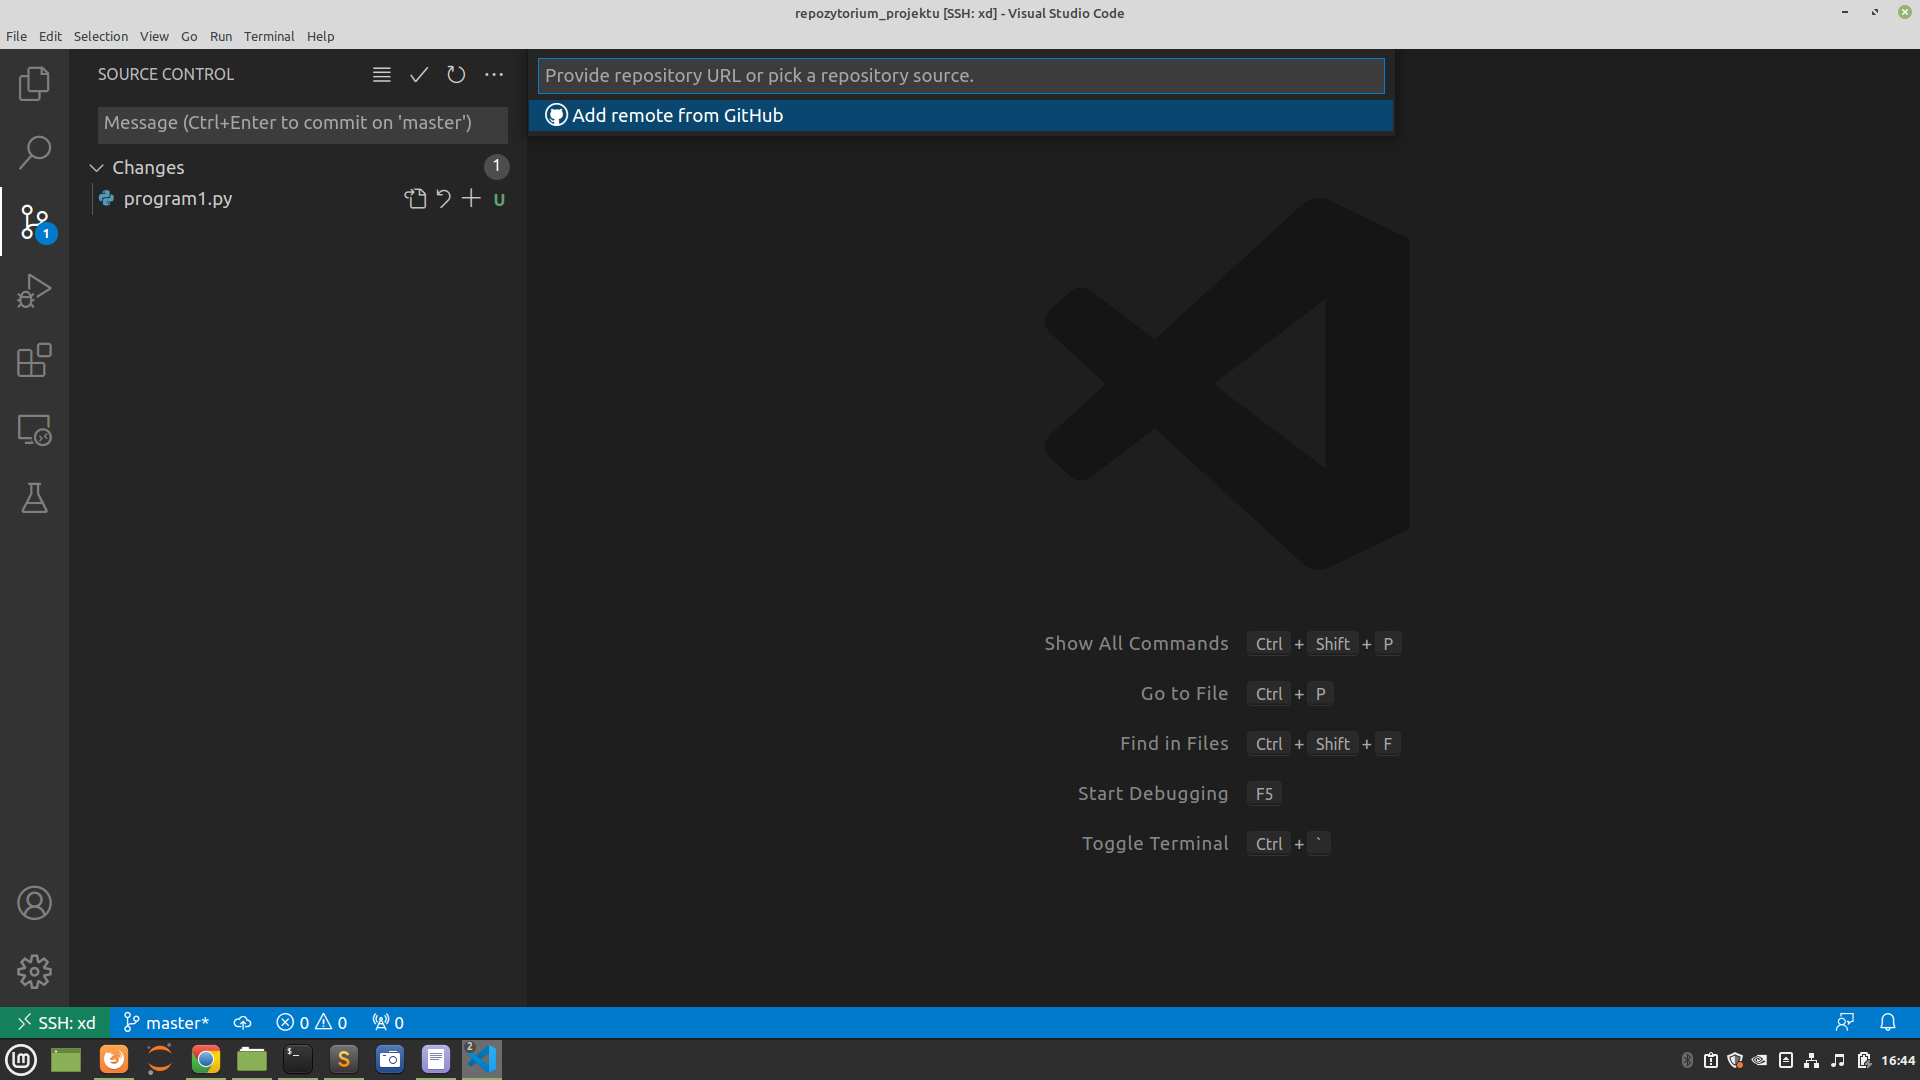 repozytorium_projektu [SSH: xd] - Visual Studio Code
File Edit Selection View Go Run Terminal Help
SOURCE CONTROL
Message (Ctrl+Enter to commit on 'master')
Changes 1
program1.py U
1
Provide repository URL or pick a repository source.
Add remote from GitHub
Show All Commands Ctrl + Shift + P
Go to File Ctrl + P
Find in Files Ctrl + Shift + F
Start Debugging F5
Toggle Terminal Ctrl + `
SSH: xd master* 0 0 0
2
16:44